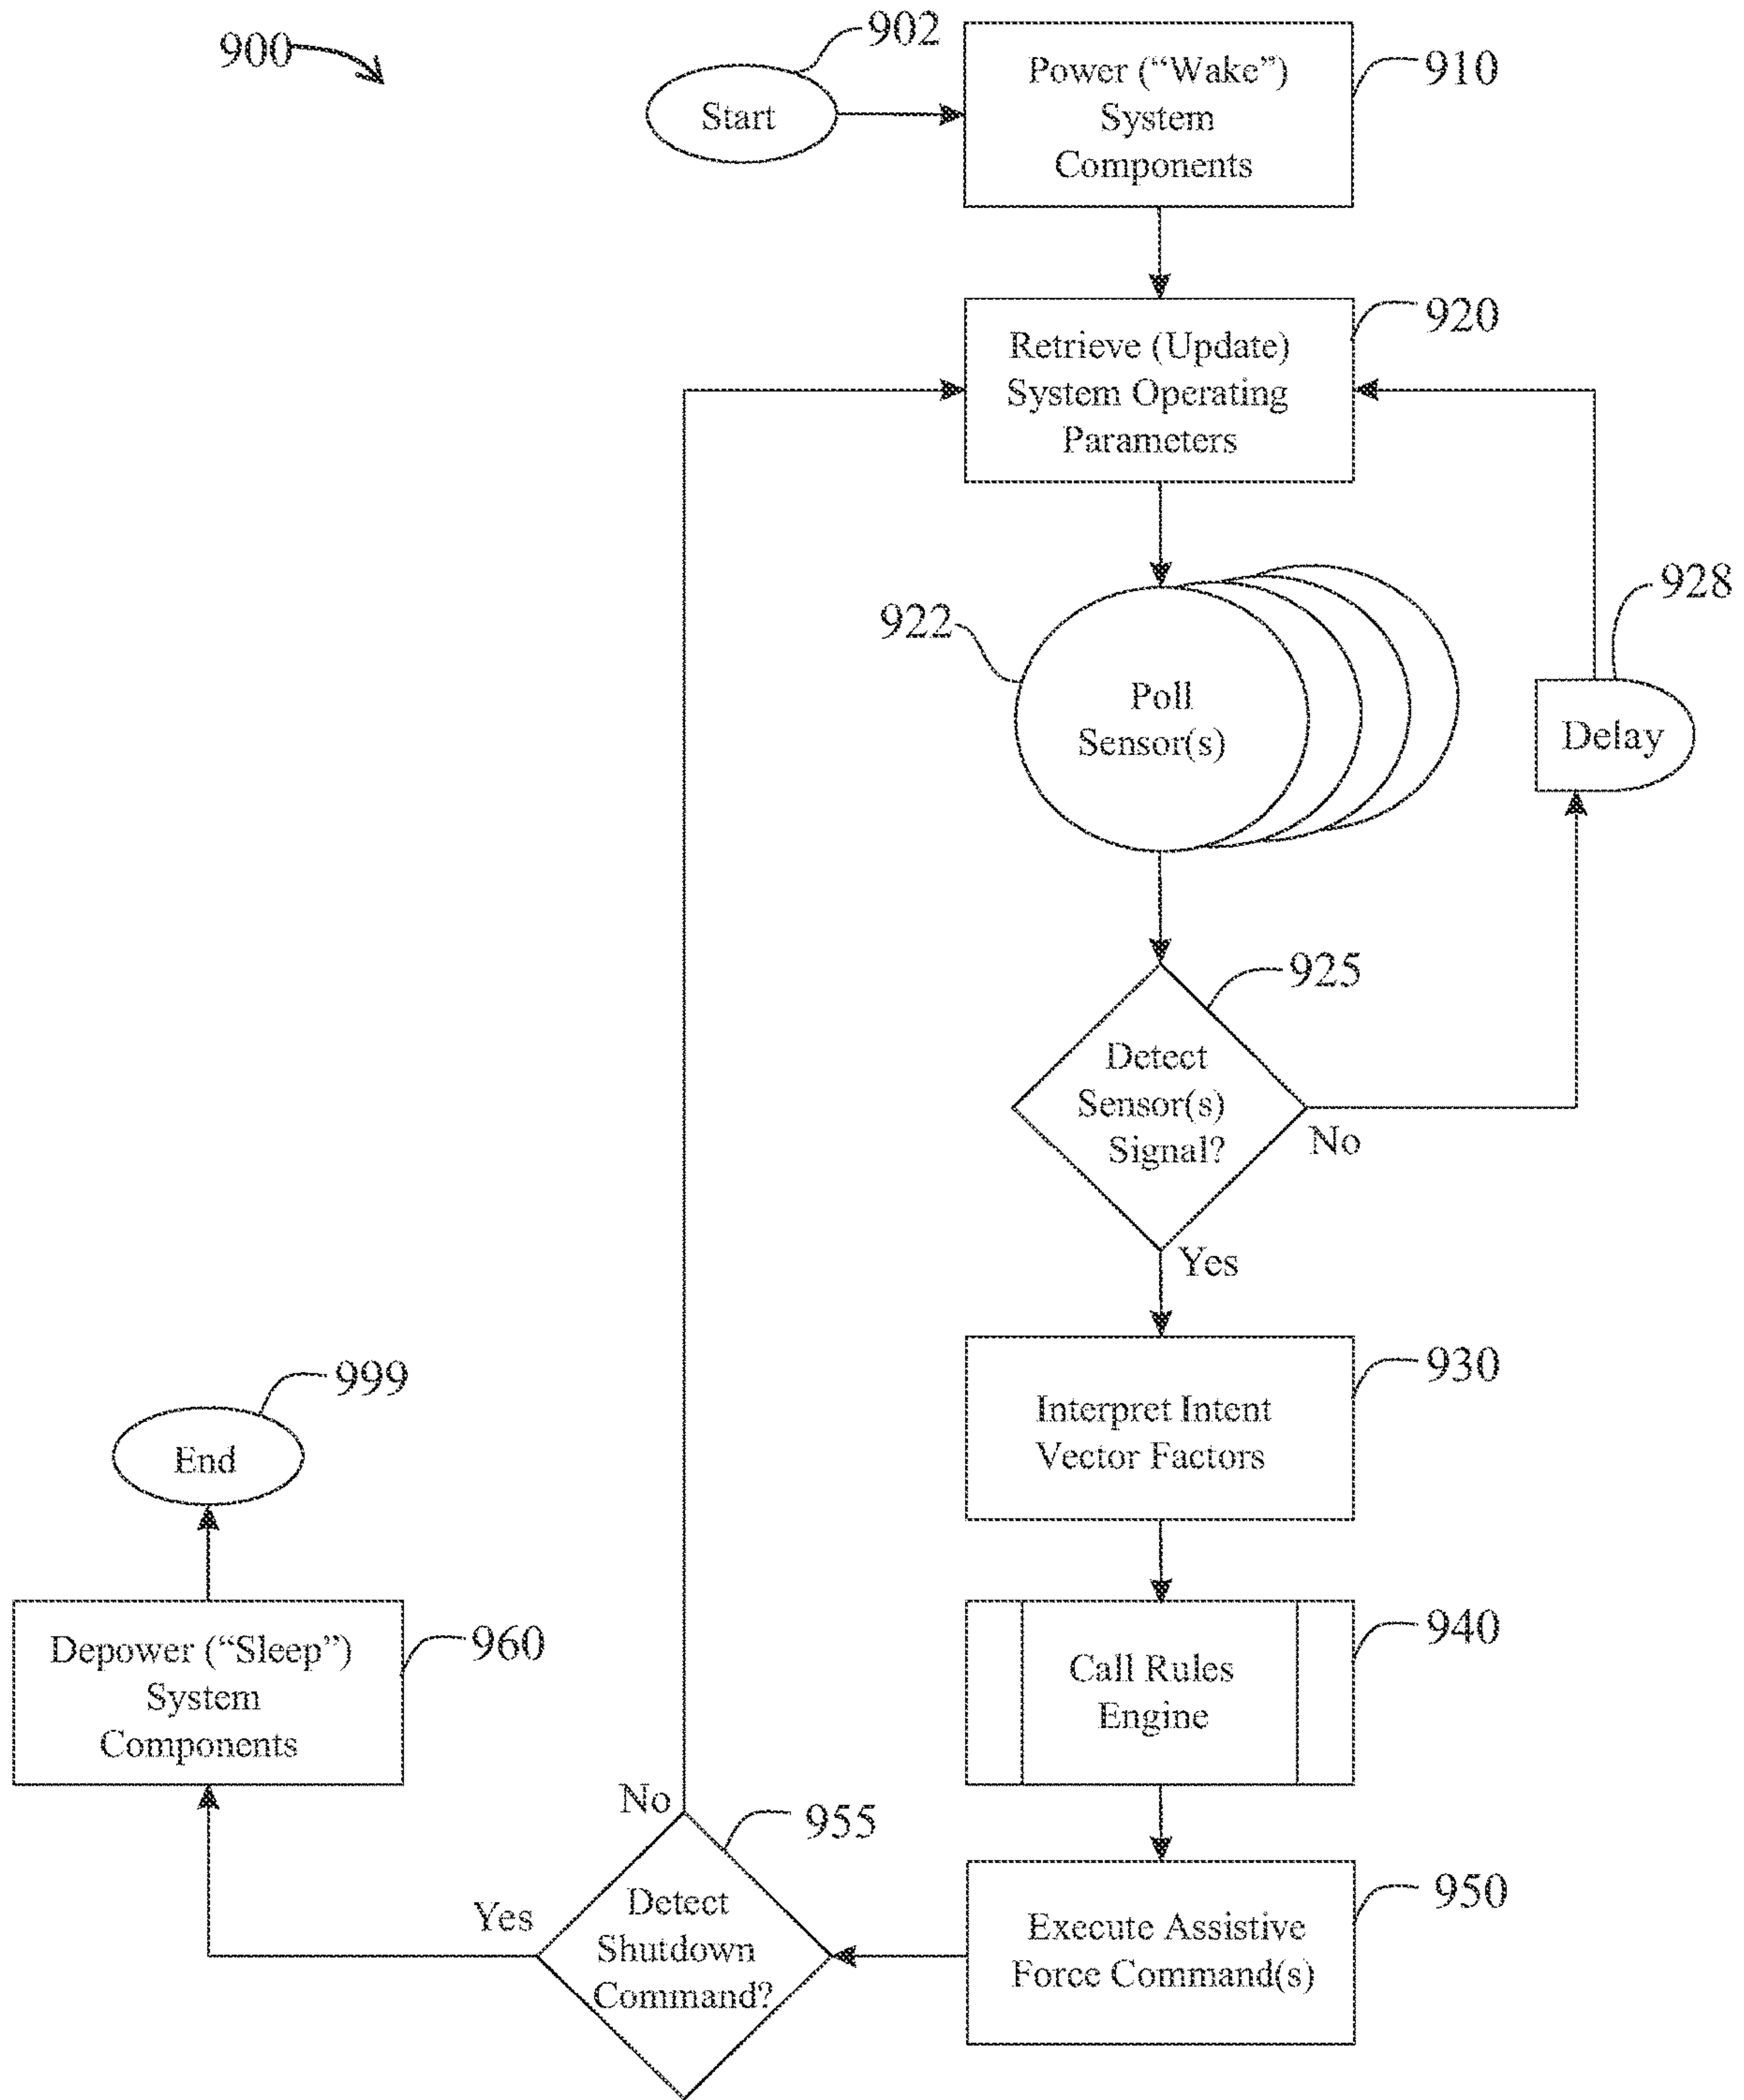 900
902
Start
Power (“Wake”)
System
Components
910
Retrieve (Update)
System Operating
Parameters
920
922
Poll
Sensor(s)
928
Delay
925
Detect
Sensor(s)
Signal?
No
Yes
Interpret Intent
Vector Factors
930
999
End
Call Rules
Engine
940
Depower (“Sleep”)
System
Components
960
No
955
Yes
Detect
Shutdown
Command?
Execute Assistive
Force Command(s)
950